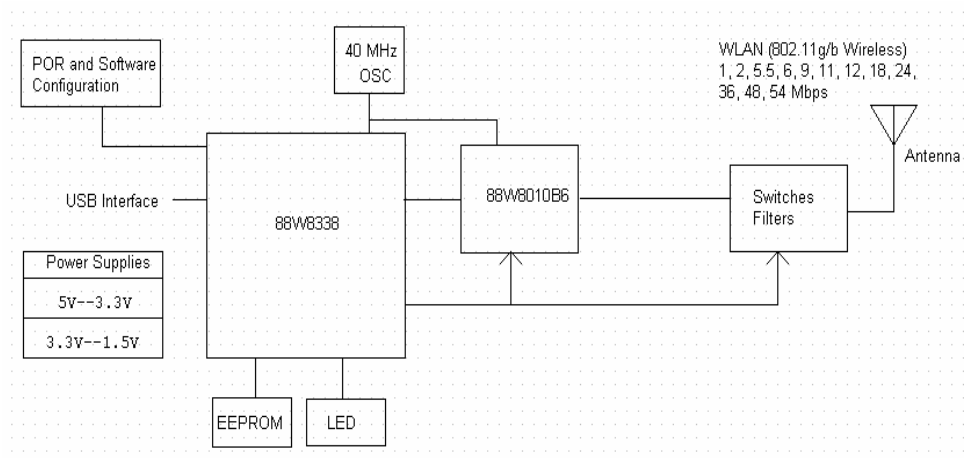 POR and Software
Configuration
40 MHz
OSC
WLAN (802.11g/b Wireless)
1, 2, 5.5, 6, 9, 11, 12, 18, 24,
36, 48, 54 Mbps
Antenna
USB Interface
88W8338
88W8010B6
Switches
Filters
Power Supplies
5V--3.3V
3.3V--1.5V
EEPROM
LED